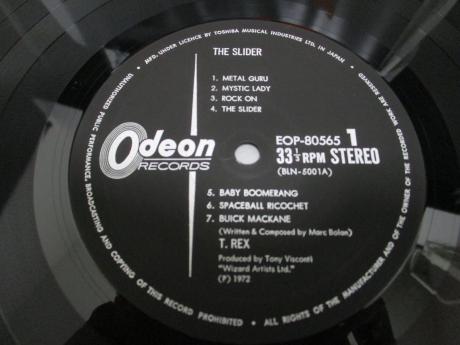 MFD. UNDER LICENCE BY TOSHIBA MUSICAL INDUSTRIES LTD. IN JAPAN •
ALL RIGHTS OF THE MANUFACTURER AND OF THE OWNER OF THE RECORDED WORK ARE RESERVED
UNAUTHORIZED PUBLIC PERFORMANCE, BROADCASTING AND COPYING OF THIS RECORD PROHIBITED •
THE SLIDER
1. METAL GURU
2. MYSTIC LADY
3. ROCK ON
4. THE SLIDER
Odeon
RECORDS
EOP-80565 1
33⅓RPM STEREO
(BLN-5001A)
5. BABY BOOMERANG
6. SPACEBALL RICOCHET
7. BUICK MACKANE
(Written & Composed by Marc Bolan)
T. REX
Produced by Tony Visconti
"Wizard Artists Ltd."
(P) 1972